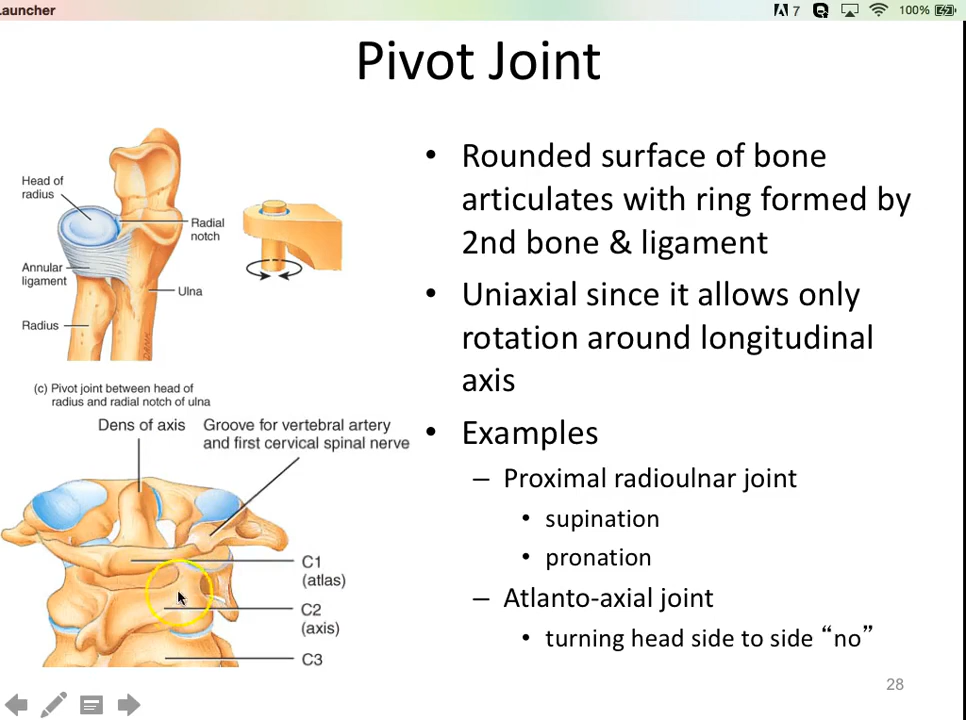 Launcher
7
100%
Pivot Joint
Head of
radius
Radial
notch
Annular
ligament
Ulna
Radius
(c) Pivot joint between head of
radius and radial notch of ulna
Dens of axis
Groove for vertebral artery
and first cervical spinal nerve
C1
(atlas)
C2
(axis)
C3
• Rounded surface of bone
articulates with ring formed by
2nd bone & ligament
• Uniaxial since it allows only
rotation around longitudinal
axis
• Examples
– Proximal radioulnar joint
• supination
• pronation
– Atlanto-axial joint
• turning head side to side “no”
28